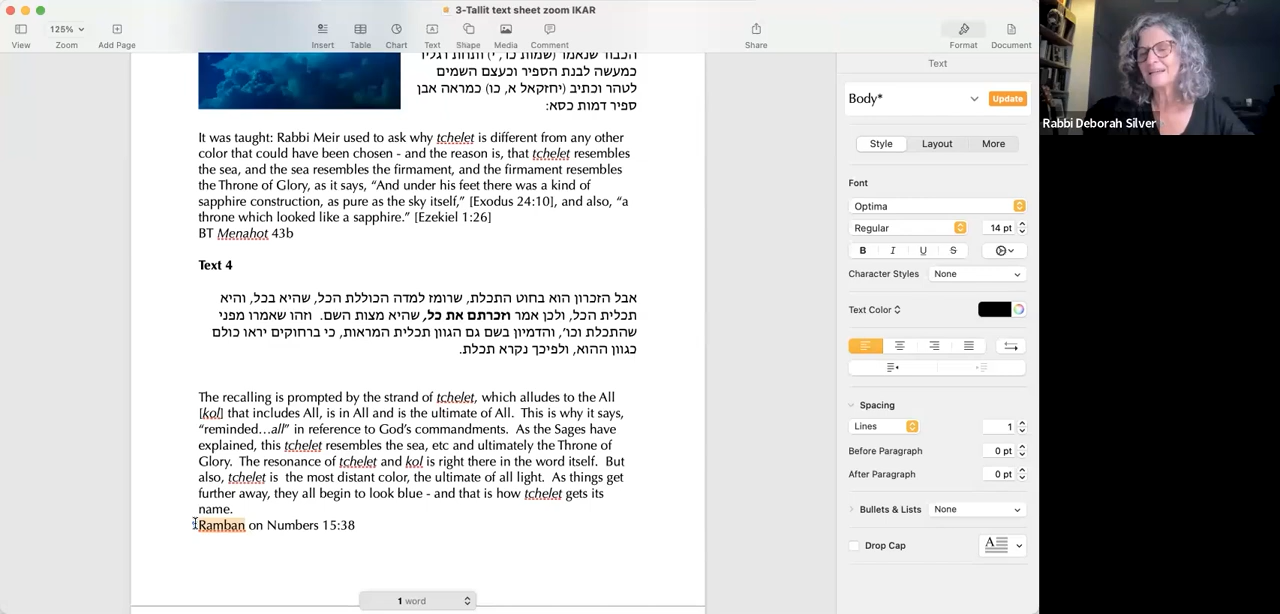 3-Tallit text sheet zoom IKAR
125%
View
Zoom
Add Page
Insert
Table
Chart
Text
Shape
Media
Comment
Share
Format
Document
הכבוד שנאמר (שמות כד, י) ותחת רגליו
כמעשה לבנת הספיר וכעצם השמים
לטהר וכתיב (יחזקאל א, כו) כמראה אבן
ספיר דמות כסא:
It was taught: Rabbi Meir used to ask why tchelet is different from any other
color that could have been chosen - and the reason is, that tchelet resembles
the sea, and the sea resembles the firmament, and the firmament resembles
the Throne of Glory, as it says, “And under his feet there was a kind of
sapphire construction, as pure as the sky itself,” [Exodus 24:10], and also, “a
throne which looked like a sapphire.” [Ezekiel 1:26]
BT Menahot 43b
Text 4
אבל הזכרון הוא בחוט התכלת, שרומז למדה הכוללת הכל, שהיא בכל, והיא
תכלית הכל, ולכן אמר וזכרתם את כל, שהיא מצות השם. וזהו שאמרו מפני
שהתכלת וכו', והדמיון בשם גם הגוון תכלית המראות, כי ברחוקים יראו כולם
כגוון ההוא, ולפיכך נקרא תכלת.
The recalling is prompted by the strand of tchelet, which alludes to the All
[kol] that includes All, is in All and is the ultimate of All. This is why it says,
“reminded...all” in reference to God’s commandments. As the Sages have
explained, this tchelet resembles the sea, etc and ultimately the Throne of
Glory. The resonance of tchelet and kol is right there in the word itself. But
also, tchelet is the most distant color, the ultimate of all light. As things get
further away, they all begin to look blue - and that is how tchelet gets its
name.
Ramban on Numbers 15:38
1 word
Text
Body*
Update
Style
Layout
More
Font
Optima
Regular
14 pt
B
I
U
S
Character Styles
None
Text Color
Spacing
Lines
1
Before Paragraph
0 pt
After Paragraph
0 pt
Bullets & Lists
None
Drop Cap
A
Rabbi Deborah Silver